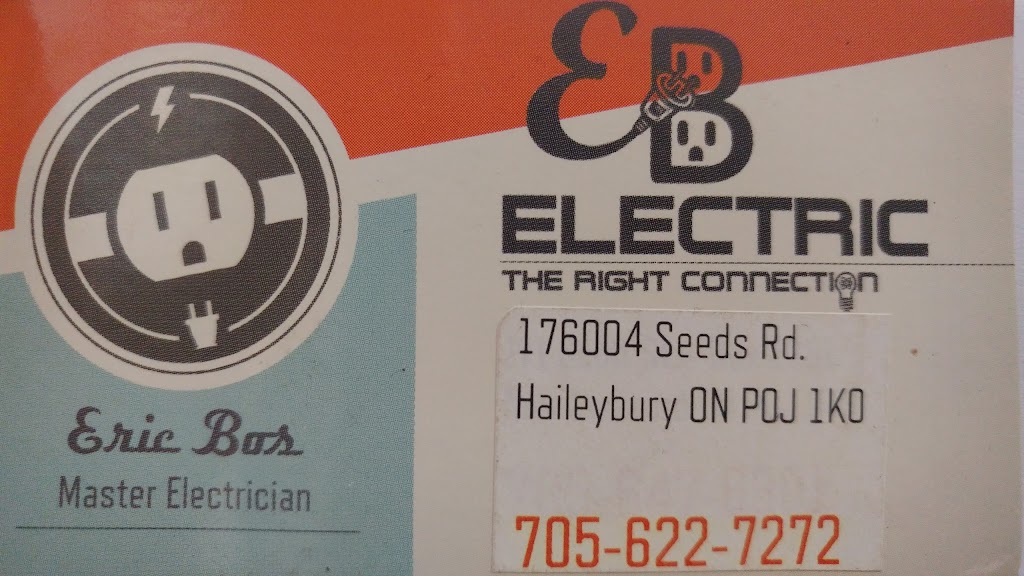 EB
ELECTRIC
THE RIGHT CONNECTION
176004 Seeds Rd.
Haileybury ON P0J 1K0
705-622-7272
Eric Bos
Master Electrician